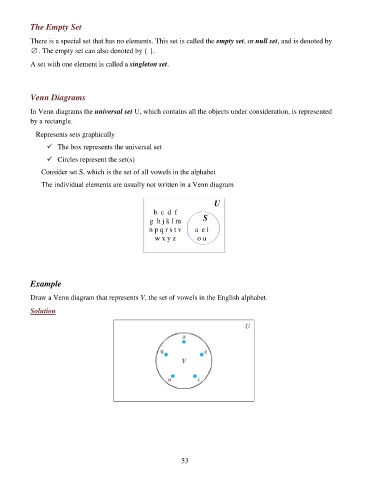 The Empty Set
There is a special set that has no elements. This set is called the empty set, or null set, and is denoted by
∅. The empty set can also denoted by { }.
A set with one element is called a singleton set.
Venn Diagrams
In Venn diagrams the universal set U, which contains all the objects under consideration, is represented
by a rectangle.
Represents sets graphically
✓ The box represents the universal set
✓ Circles represent the set(s)
Consider set S, which is the set of all vowels in the alphabet
The individual elements are usually not written in a Venn diagram
U
b c d f
g h j k l m
S
n p q r s t v
a e i
w x y z
o u
Example
Draw a Venn diagram that represents V, the set of vowels in the English alphabet.
Solution
U
a
u
e
V
o
i
53